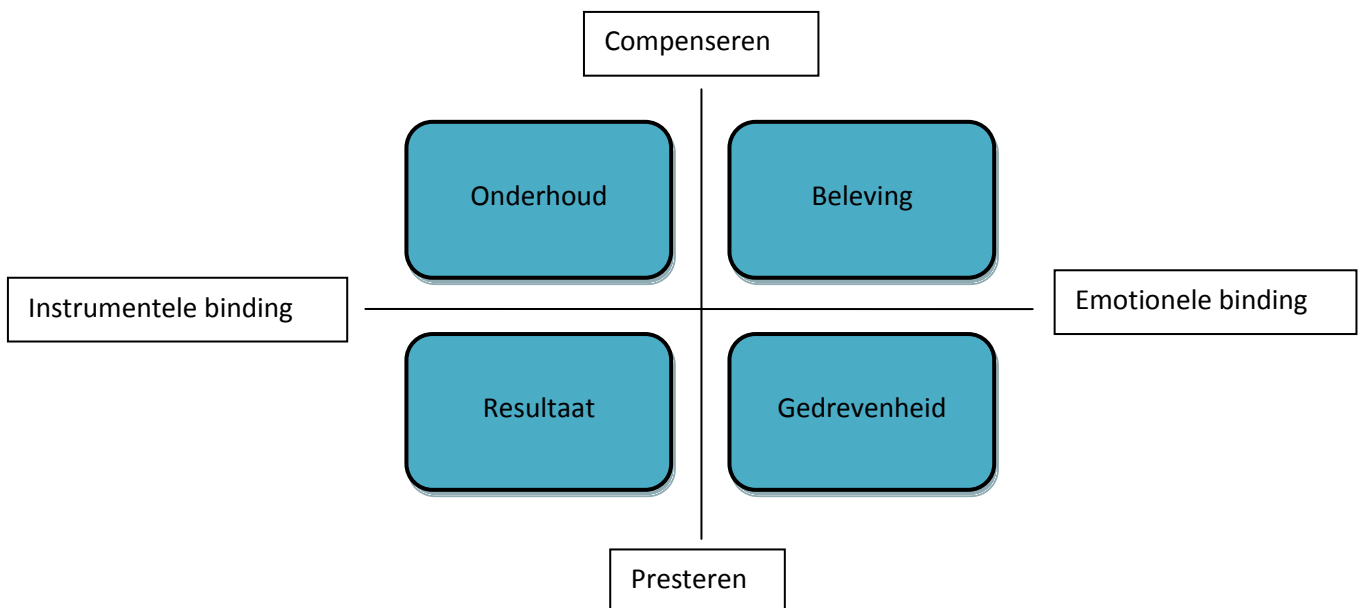 Compenseren
Onderhoud
Beleving
Instrumentele binding
Emotionele binding
Resultaat
Gedrevenheid
Presteren